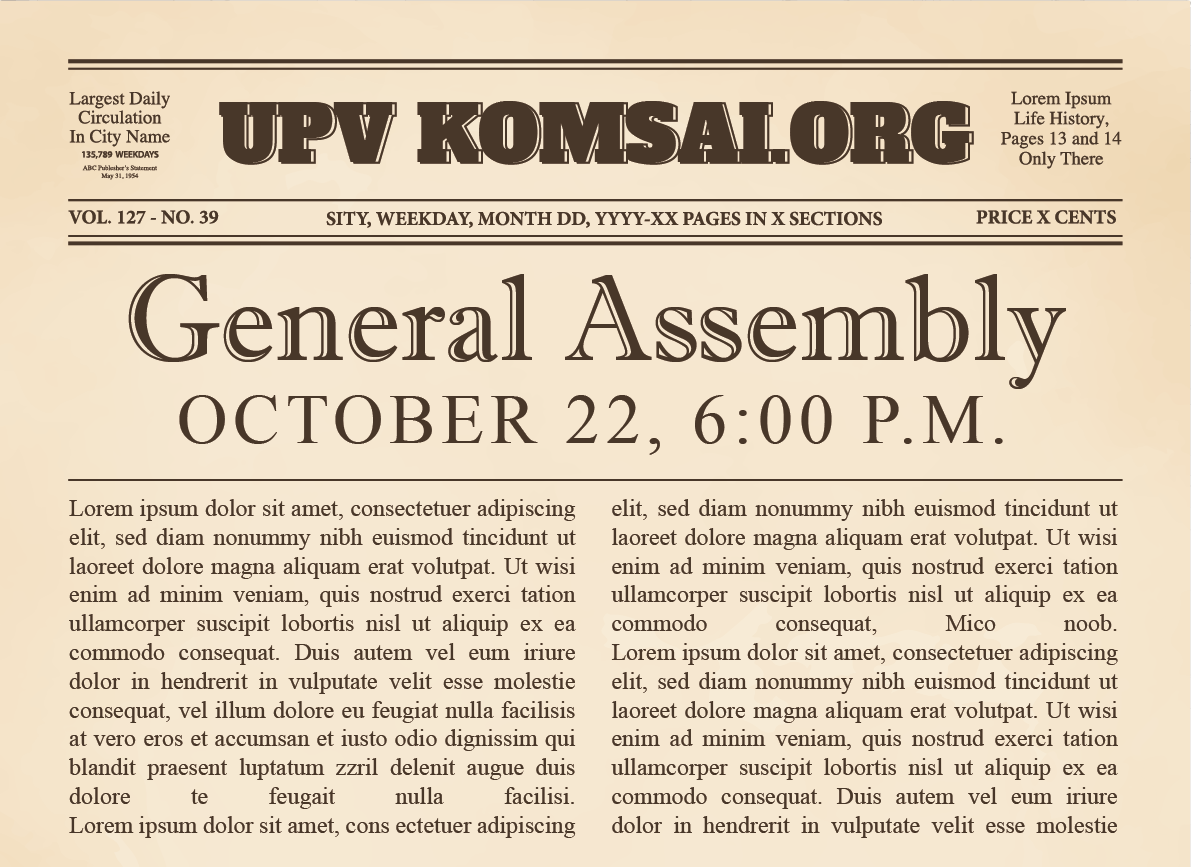 Largest Daily
Circulation
In City Name
135,789 WEEKDAYS
ABC Publisher's Statement
May 31, 1954
UPV KOMSAI.ORG
Lorem Ipsum
Life History,
Pages 13 and 14
Only There
VOL. 127 - NO. 39
SITY, WEEKDAY, MONTH DD, YYYY-XX PAGES IN X SECTIONS
PRICE X CENTS
General Assembly
OCTOBER 22, 6:00 P.M.
Lorem ipsum dolor sit amet, consectetuer adipiscing
elit, sed diam nonummy nibh euismod tincidunt ut
laoreet dolore magna aliquam erat volutpat. Ut wisi
enim ad minim veniam, quis nostrud exerci tation
ullamcorper suscipit lobortis nisl ut aliquip ex ea
commodo consequat. Duis autem vel eum iriure
dolor in hendrerit in vulputate velit esse molestie
consequat, vel illum dolore eu feugiat nulla facilisis
at vero eros et accumsan et iusto odio dignissim qui
blandit praesent luptatum zzril delenit augue duis
dolore te feugait nulla facilisi.
Lorem ipsum dolor sit amet, cons ectetuer adipiscing
elit, sed diam nonummy nibh euismod tincidunt ut
laoreet dolore magna aliquam erat volutpat. Ut wisi
enim ad minim veniam, quis nostrud exerci tation
ullamcorper suscipit lobortis nisl ut aliquip ex ea
commodo consequat, Mico noob.
Lorem ipsum dolor sit amet, consectetuer adipiscing
elit, sed diam nonummy nibh euismod tincidunt ut
laoreet dolore magna aliquam erat volutpat. Ut wisi
enim ad minim veniam, quis nostrud exerci tation
ullamcorper suscipit lobortis nisl ut aliquip ex ea
commodo consequat. Duis autem vel eum iriure
dolor in hendrerit in vulputate velit esse molestie